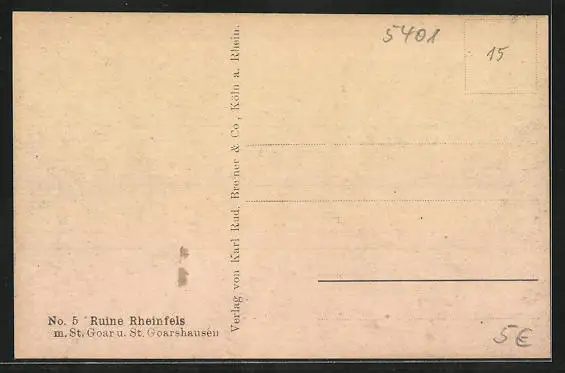 5401
15
Verlag von Karl Rud. Bremer & Co, Köln a. Rhein.
No. 5 Ruine Rheinfels
m. St. Goar u. St. Goarshausen
5€